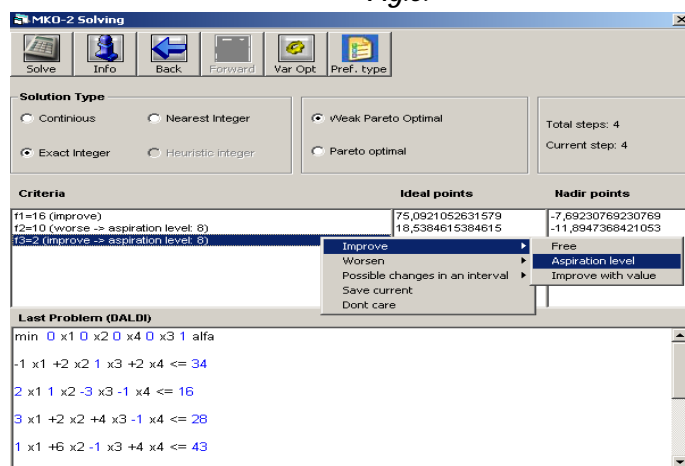 MKO-2 Solving
Solve Info Back Forward Var Opt Pref. type
Solution Type
Continious Nearest Integer Weak Pareto Optimal
Total steps: 4
Exact Integer Heuristic integer Pareto optimal
Current step: 4
Criteria Ideal points Nadir points
f1=16 (improve) 75,0921052631579 -7,69230769230769
f2=10 (worse -> aspiration level: 8) 18,5384615384615 -11,8947368421053
f3=2 (improve -> aspiration level: 8)
Improve Free
Worsen Aspiration level
Possible changes in an interval Improve with value
Save current
Dont care
Last Problem (DALDI)
min 0 x1 0 x2 0 x4 0 x3 1 alfa
-1 x1 +2 x2 1 x3 +2 x4 <= 34
2 x1 1 x2 -3 x3 -1 x4 <= 16
3 x1 +2 x2 +4 x3 -1 x4 <= 28
1 x1 +6 x2 -1 x3 +4 x4 <= 43